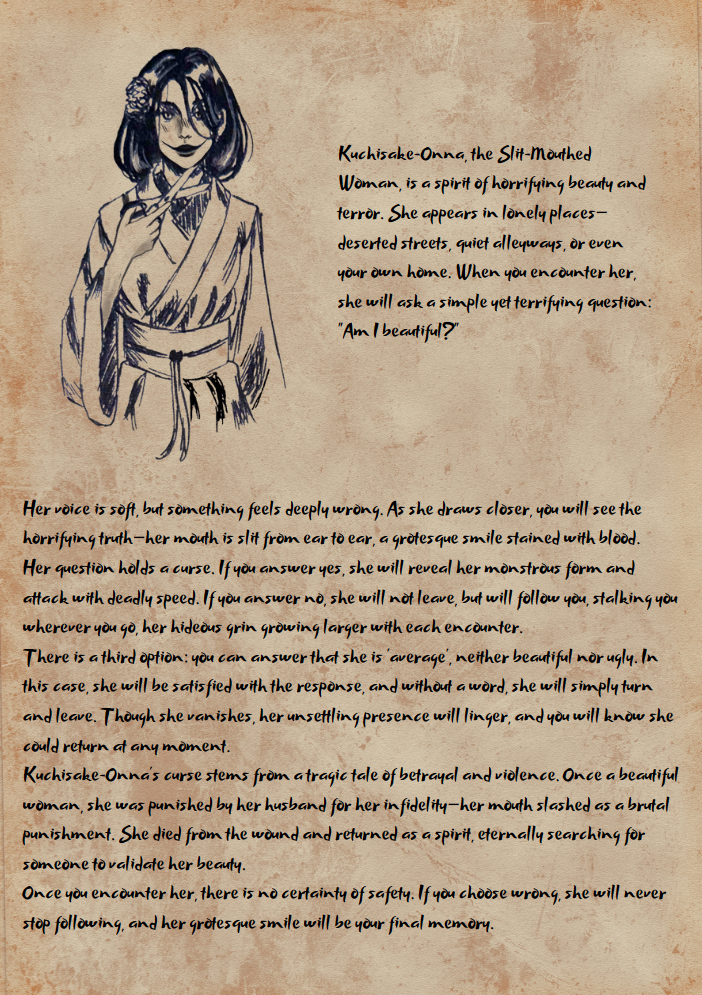 Kuchisake-Onna, the Slit-Mouthed
Woman, is a spirit of horrifying beauty and
terror. She appears in lonely places—
deserted streets, quiet alleyways, or even
your own home. When you encounter her,
she will ask a simple yet terrifying question:
"Am I beautiful?"
Her voice is soft, but something feels deeply wrong. As she draws closer, you will see the
horrifying truth—her mouth is slit from ear to ear, a grotesque smile stained with blood.
Her question holds a curse. If you answer yes, she will reveal her monstrous form and
attack with deadly speed. If you answer no, she will not leave, but will follow you, stalking you
wherever you go, her hideous grin growing larger with each encounter.
There is a third option: you can answer that she is 'average', neither beautiful nor ugly. In
this case, she will be satisfied with the response, and without a word, she will simply turn
and leave. Though she vanishes, her unsettling presence will linger, and you will know she
could return at any moment.
Kuchisake-Onna's curse stems from a tragic tale of betrayal and violence. Once a beautiful
woman, she was punished by her husband for her infidelity—her mouth slashed as a brutal
punishment. She died from the wound and returned as a spirit, eternally searching for
someone to validate her beauty.
Once you encounter her, there is no certainty of safety. If you choose wrong, she will never
stop following, and her grotesque smile will be your final memory.